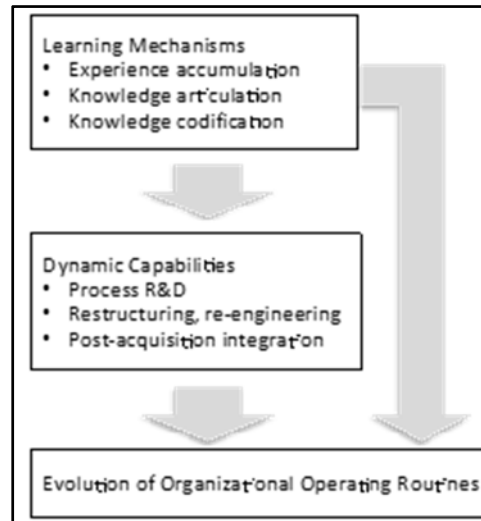 Learning Mechanisms
• Experience accumulation
• Knowledge articulation
• Knowledge codification
Dynamic Capabilities
• Process R&D
• Restructuring, re-engineering
• Post-acquisition integration
Evolution of Organizational Operating Routines